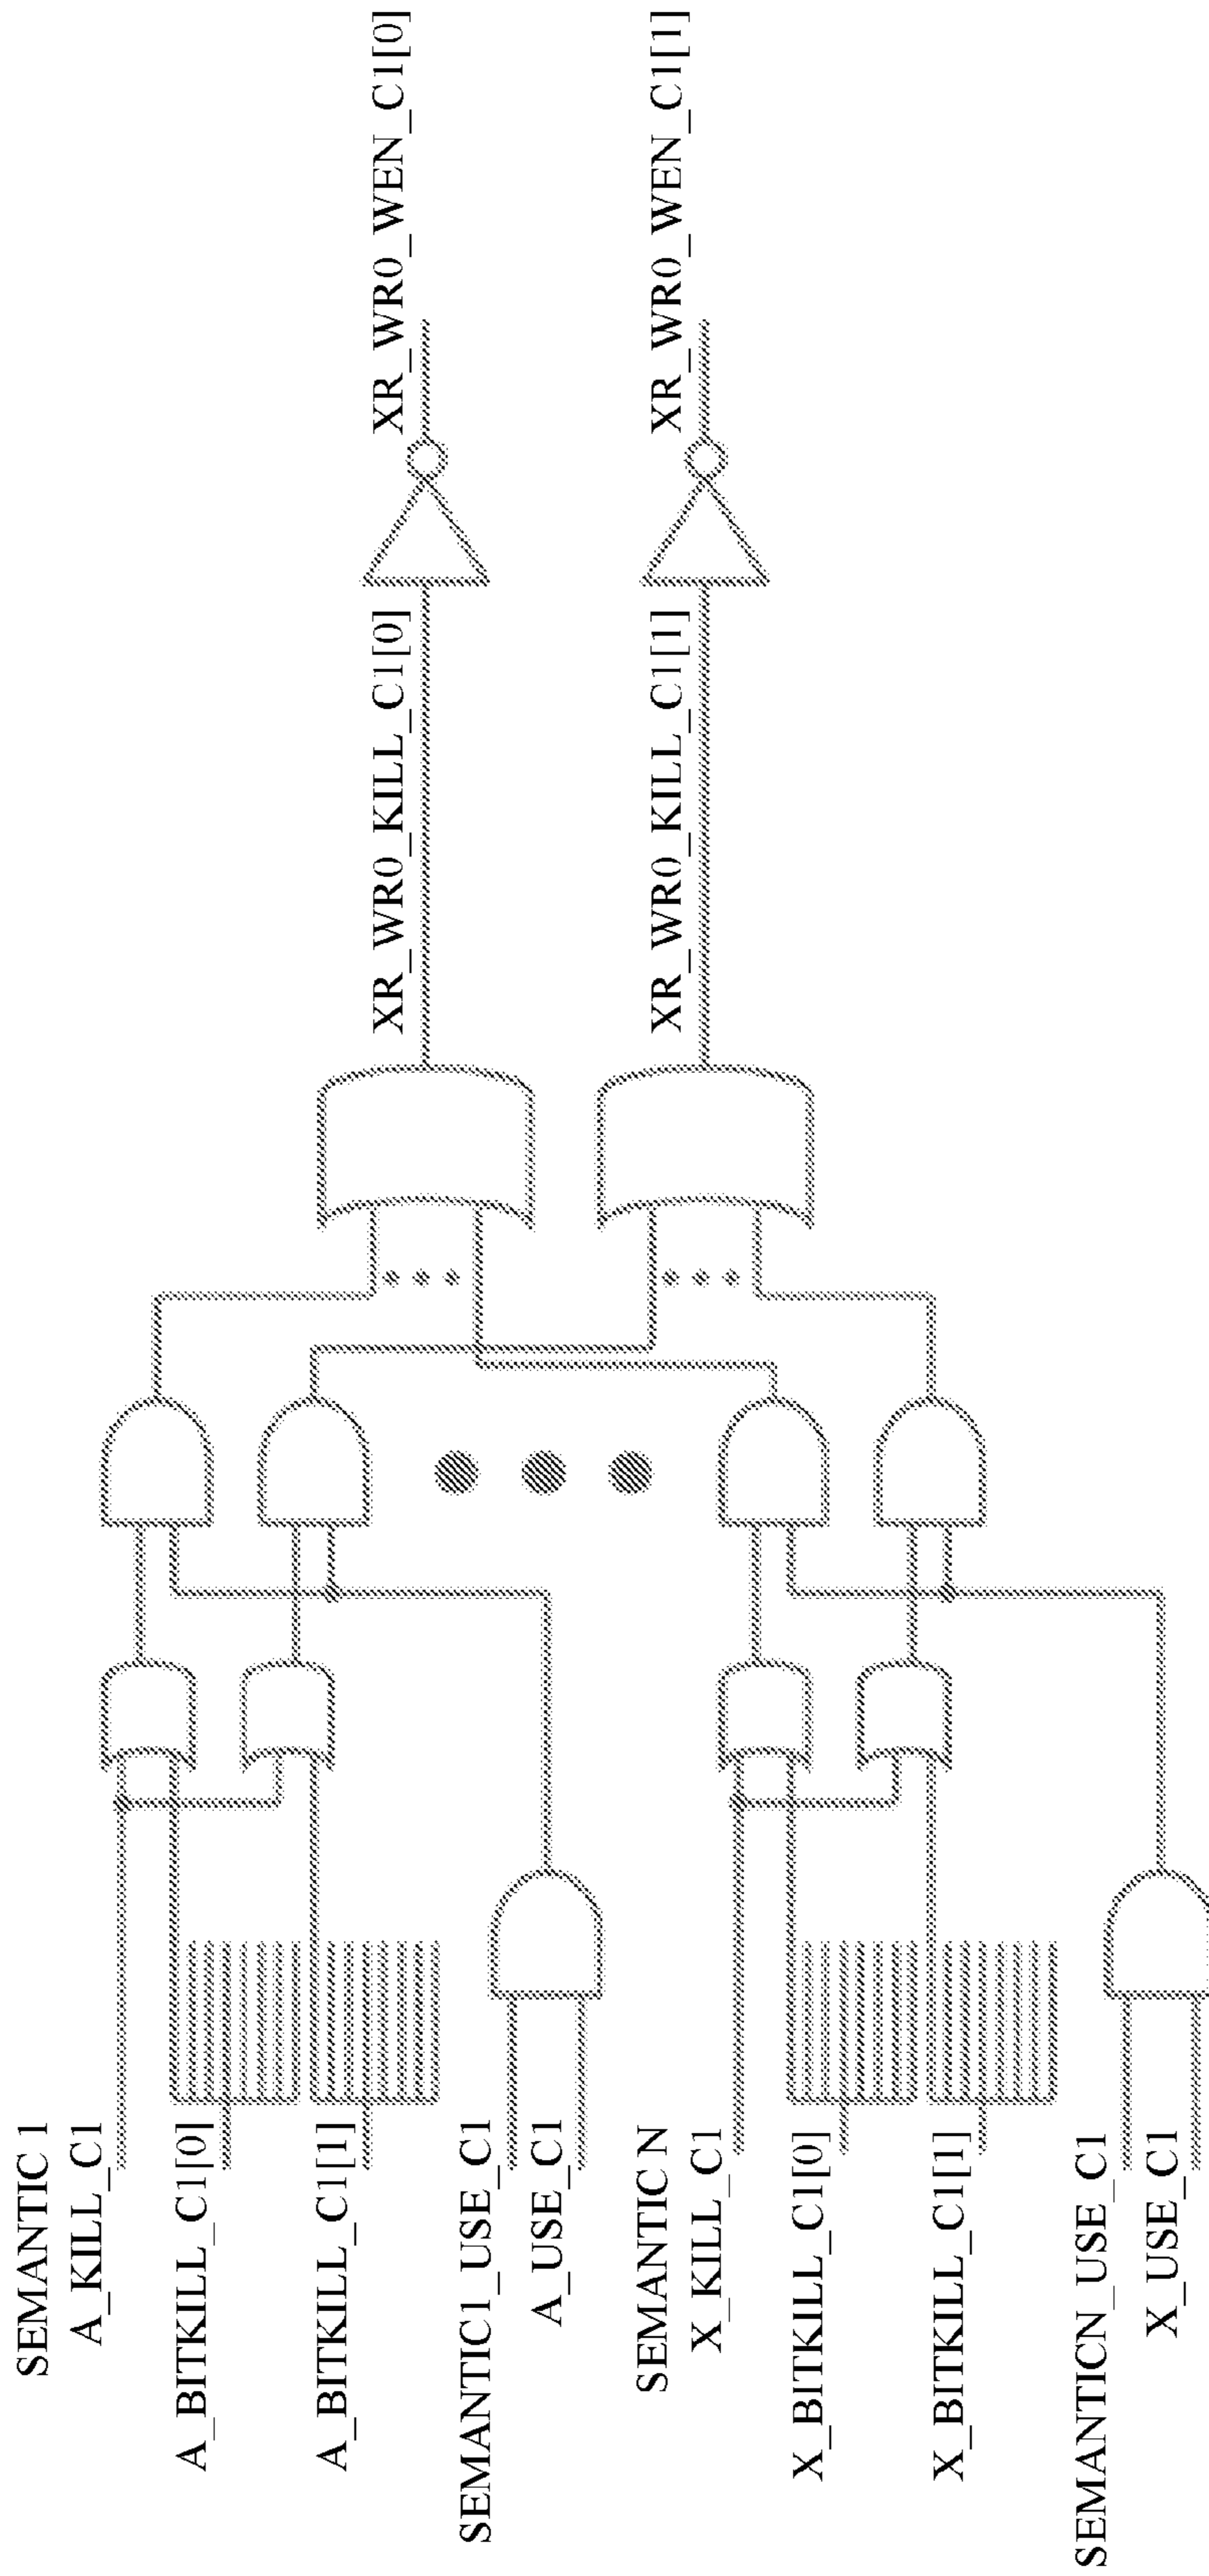 SEMANTIC 1
A_KILL_C1
A_BITKILL_C1[0]
A_BITKILL_C1[1]
SEMANTIC1_USE_C1
A_USE_C1
SEMANTIC N
X_KILL_C1
X_BITKILL_C1[0]
X_BITKILL_C1[1]
SEMANTICN_USE_C1
X_USE_C1
XR_WR0_KILL_C1[0]
XR_WR0_WEN_C1[0]
XR_WR0_KILL_C1[1]
XR_WR0_WEN_C1[1]